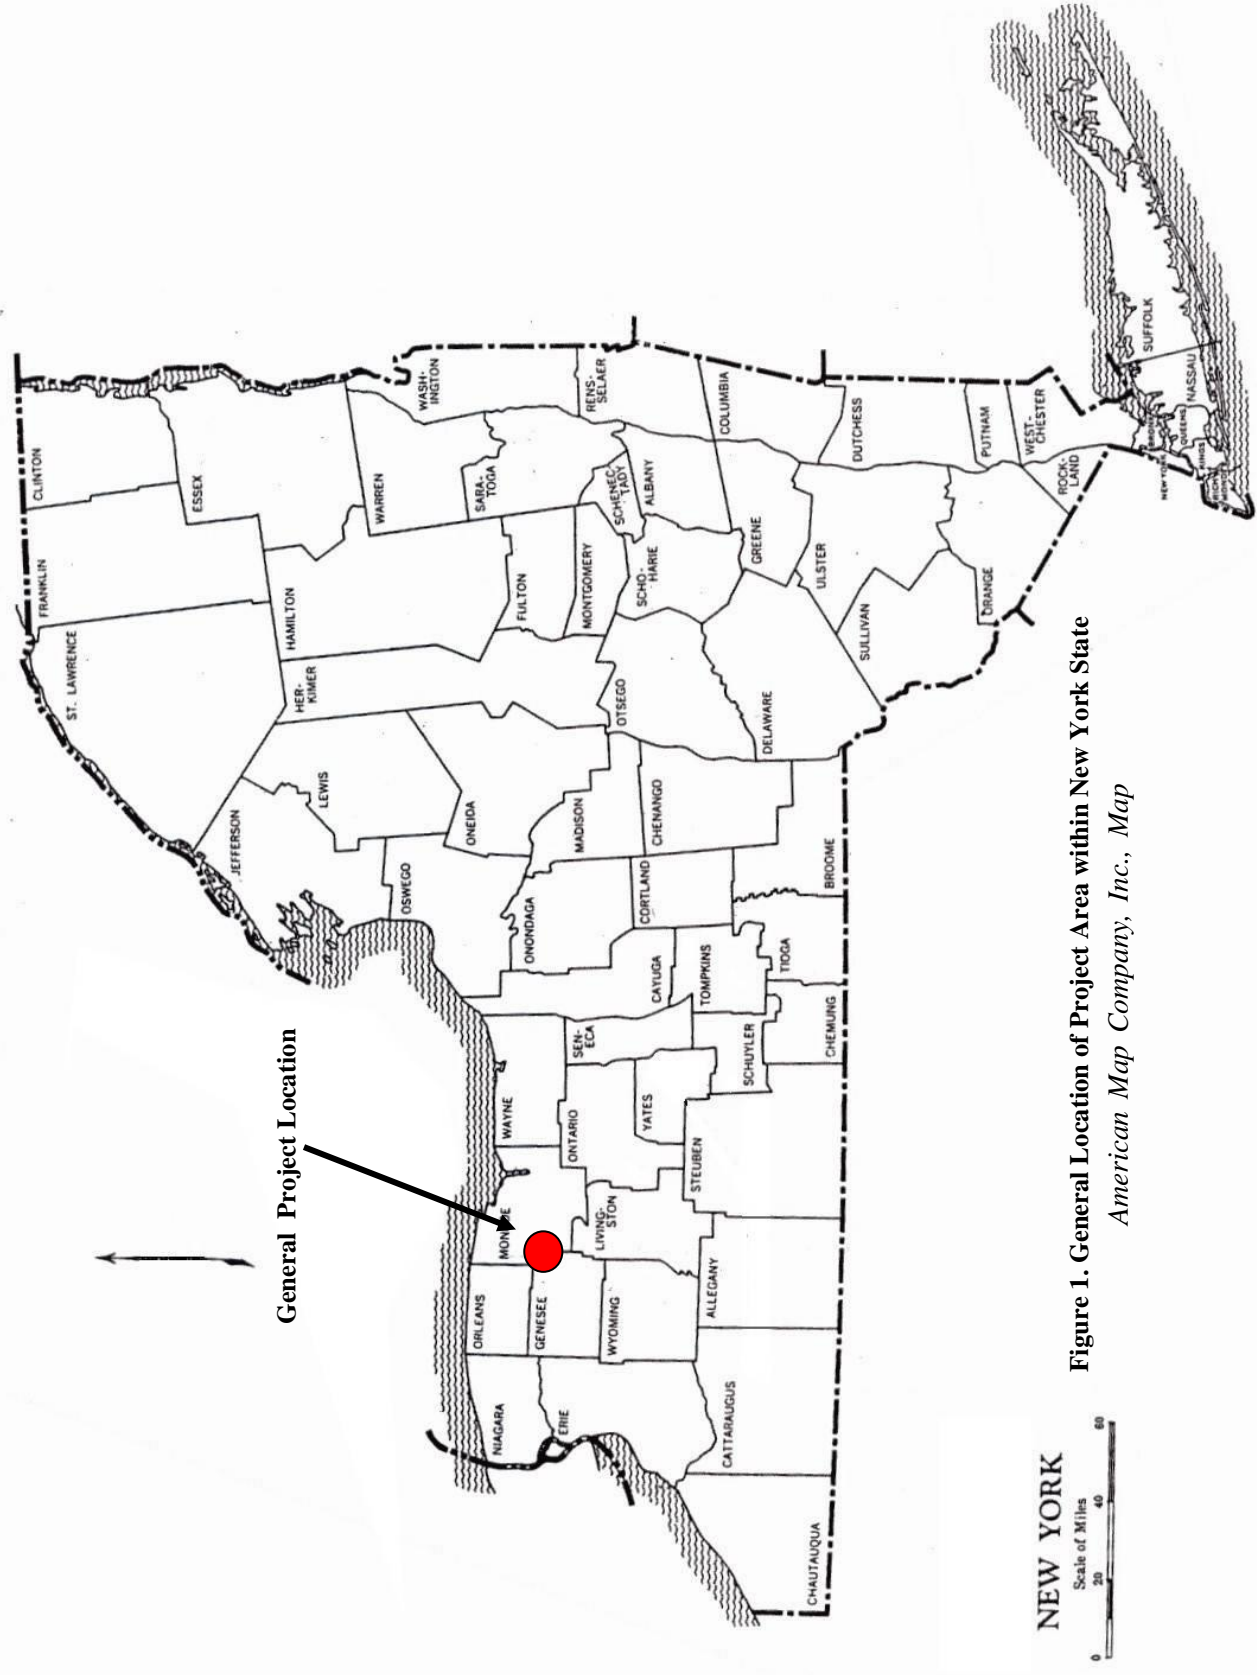 CLINTON
FRANKLIN
ST. LAWRENCE
ESSEX
HAMILTON
HER-
KIMER
WARREN
WASH-
INGTON
LEWIS
JEFFERSON
OSWEGO
ONEIDA
SARA-
TOGA
FULTON
MONTGOMERY
SCHENEC-
TADY
RENS-
SELAER
ALBANY
SCHO-
HARIE
OTSEGO
MADISON
ONONDAGA
CHENANGO
CORTLAND
CAYUGA
TOMPKINS
TIOGA
BROOME
DELAWARE
GREENE
COLUMBIA
ULSTER
DUTCHESS
SULLIVAN
ORANGE
PUTNAM
WEST-
CHESTER
ROCK-
LAND
NEW YORK
BRONX
QUEENS
KINGS
RICH-
MOND
NASSAU
SUFFOLK
General Project Location
WAYNE
SEN-
ECA
ONTARIO
YATES
SCHUYLER
CHEMUNG
STEUBEN
MONROE
LIVING-
STON
ORLEANS
GENESEE
WYOMING
ALLEGANY
NIAGARA
ERIE
CATTARAUGUS
CHAUTAUQUA
NEW YORK
Scale of Miles
0 20 40 60
Figure 1. General Location of Project Area within New York State
American Map Company, Inc., Map